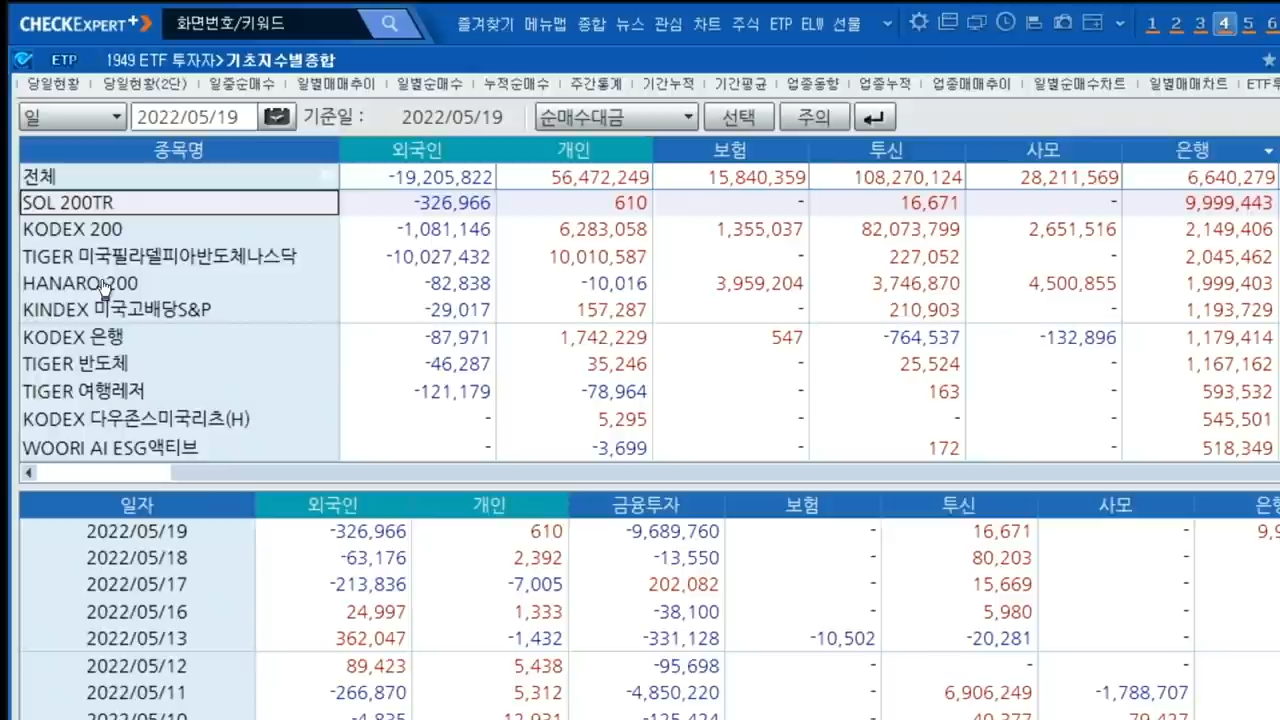 CHECKEXPERT+ 화면번호/키워드 즐겨찾기 메뉴맵 종합 뉴스 관심 차트 주식 ETP ELW 선물 1 2 3 4 5 6
ETP 1949 ETF 투자자>기초지수별종합
당일현황 당일현황(2단) 일중순매수 일별매매추이 일별순매수 누적순매수 주간통계 기간누적 기간평균 업종동향 업종누적 업종매매추이 일별순매수차트 일별매매차트 ETF투
일 2022/05/19 기준일 : 2022/05/19 순매수대금 선택 주의
종목명 외국인 개인 보험 투신 사모 은행
전체 -19,205,822 56,472,249 15,840,359 108,270,124 28,211,569 6,640,279
SOL 200TR -326,966 610 - 16,671 - 9,999,443
KODEX 200 -1,081,146 6,283,058 1,355,037 82,073,799 2,651,516 2,149,406
TIGER 미국필라델피아반도체나스닥 -10,027,432 10,010,587 - 227,052 - 2,045,462
HANARO 200 -82,838 -10,016 3,959,204 3,746,870 4,500,855 1,999,403
KINDEX 미국고배당S&P -29,017 157,287 - 210,903 - 1,193,729
KODEX 은행 -87,971 1,742,229 547 -764,537 -132,896 1,179,414
TIGER 반도체 -46,287 35,246 - 25,524 - 1,167,162
TIGER 여행레저 -121,179 -78,964 - 163 - 593,532
KODEX 다우존스미국리츠(H) - 5,295 - - - 545,501
WOORI AI ESG액티브 - -3,699 - 172 - 518,349
일자 외국인 개인 금융투자 보험 투신 사모 은행
2022/05/19 -326,966 610 -9,689,760 - 16,671 - 9,9
2022/05/18 -63,176 2,392 -13,550 - 80,203 -
2022/05/17 -213,836 -7,005 202,082 - 15,669 -
2022/05/16 24,997 1,333 -38,100 - 5,980 -
2022/05/13 362,047 -1,432 -331,128 -10,502 -20,281 -
2022/05/12 89,423 5,438 -95,698 - - -
2022/05/11 -266,870 5,312 -4,850,220 - 6,906,249 -1,788,707
2022/05/10 -4,835 12,931 -125,424 - 40,377 - 79,427